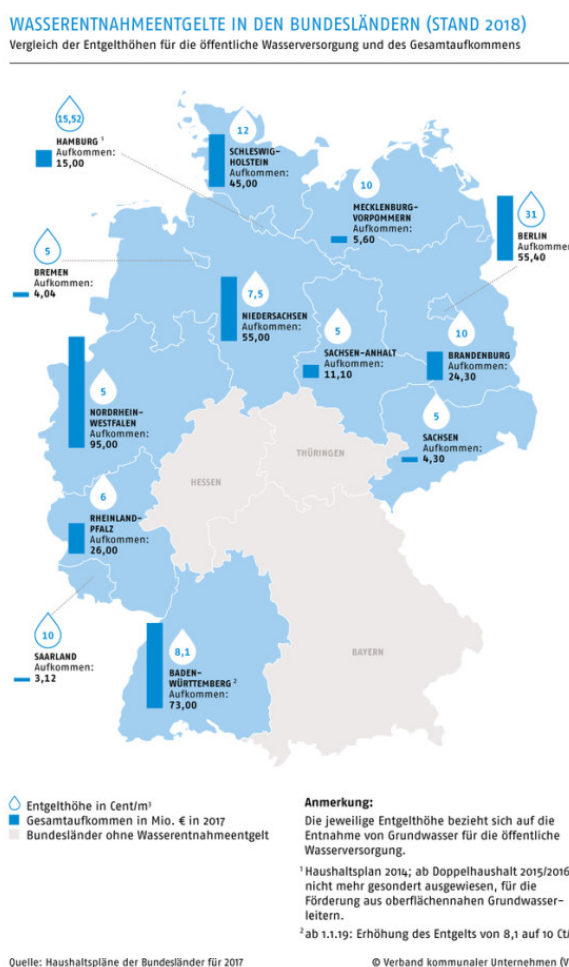 WASSERENTNAHMEENTGELTE IN DEN BUNDESLÄNDERN (STAND 2018)
Vergleich der Entgelthöhen für die öffentliche Wasserversorgung und des Gesamtaufkommens
15,52
HAMBURG ¹
Aufkommen:
15,00
12
SCHLESWIG-
HOLSTEIN
Aufkommen:
45,00
10
MECKLENBURG-
VORPOMMERN
Aufkommen:
5,60
31
BERLIN
Aufkommen:
55,40
5
BREMEN
Aufkommen:
4,04
7,5
NIEDERSACHSEN
Aufkommen:
55,00
5
SACHSEN-ANHALT
Aufkommen:
11,10
10
BRANDENBURG
Aufkommen:
24,30
5
NORDRHEIN-
WESTFALEN
Aufkommen:
95,00
5
SACHSEN
Aufkommen:
4,30
HESSEN
THÜRINGEN
6
RHEINLAND-
PFALZ
Aufkommen:
26,00
10
SAARLAND
Aufkommen:
3,12
8,1
BADEN-
WÜRTTEMBERG ²
Aufkommen:
73,00
BAYERN
Entgelthöhe in Cent/m³
Gesamtaufkommen in Mio. € in 2017
Bundesländer ohne Wasserentnahmeentgelt
Anmerkung:
Die jeweilige Entgelthöhe bezieht sich auf die
Entnahme von Grundwasser für die öffentliche
Wasserversorgung.
¹ Haushaltsplan 2014; ab Doppelhaushalt 2015/2016
nicht mehr gesondert ausgewiesen, für die
Förderung aus oberflächennahen Grundwasser-
leitern.
² ab 1.1.19: Erhöhung des Entgelts von 8,1 auf 10 Ct/
Quelle: Haushaltspläne der Bundesländer für 2017
© Verband kommunaler Unternehmen (V